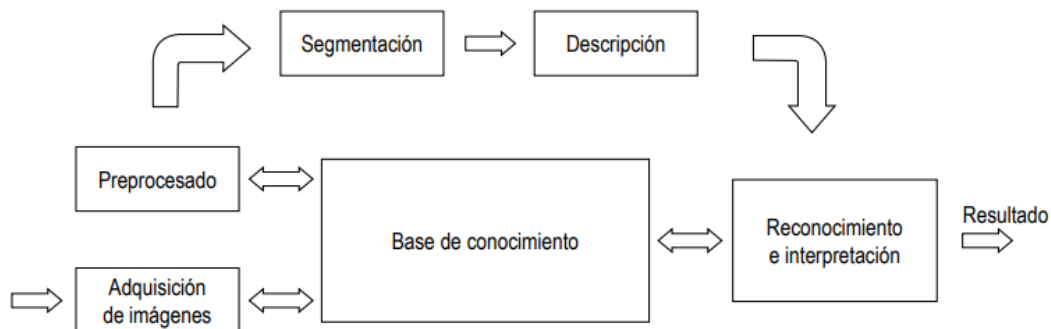 Segmentación
Descripción
Preprocesado
Base de conocimiento
Reconocimiento
e interpretación
Resultado
Adquisición
de imágenes